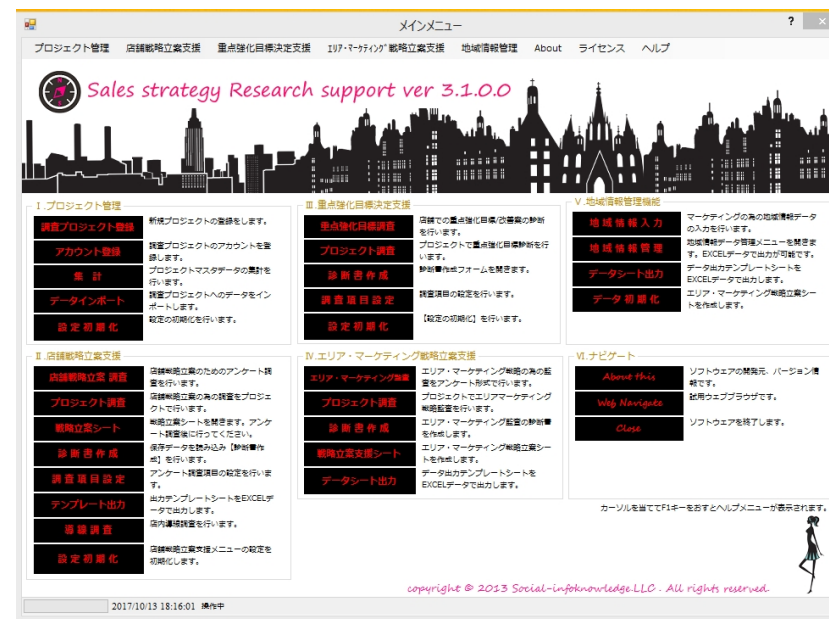 メインメニュー
?
×
プロジェクト管理 店舗戦略立案支援 重点強化目標決定支援 エリア・マーケティング戦略立案支援 地域情報管理 About ライセンス ヘルプ
Sales strategy Research support ver 3.1.0.0
Ⅰ.プロジェクト管理
調査プロジェクト登録
新規プロジェクトの登録をします。
アカウント登録
調査プロジェクトのアカウントを登
録します。
集 計
プロジェクトマスタデータの集計を
行います。
データインポート
調査プロジェクトへのデータをイン
ポートします。
設 定 初 期 化
設定の初期化を行います。
Ⅱ.店舗戦略立案支援
店舗戦略立案 調査
店舗戦略立案のためのアンケート調
査を行います。
プロジェクト調査
店舗戦略立案の為の調査をプロジェ
クトで行います。
戦略立案シート
戦略立案シートを開きます。アンケ
ート調査後に行ってください。
診 断 書 作 成
保存データを読み込み【診断書作
成】を行います。
調 査 項 目 設 定
アンケート調査項目の設定を行いま
す。
テンプレート出力
出力テンプレートシートをEXCELデ
ータで出力します。
導 線 調 査
店内導線調査を行います。
設 定 初 期 化
店舗戦略立案支援メニューの設定を
初期化します。
Ⅲ.重点強化目標決定支援
重点強化目標調査
店舗での重点強化目標/改善案の診断
を行います。
プロジェクト調査
プロジェクトで重点強化目標診断を行
います。
診 断 書 作 成
診断書作成フォームを開きます。
調 査 項 目 設 定
調査項目の設定を行います。
設 定 初 期 化
【設定の初期化】を行います。
Ⅳ.エリア・マーケティング戦略立案
エリア・マーケティング監査
エリア・マーケティング戦略の為の監
査をアンケート形式で行います。
プロジェクト調査
プロジェクトでエリアマーケティング
戦略監査を行います。
診 断 書 作 成
エリア・マーケティング監査の診断書
を作成します。
戦略立案支援シート
エリア・マーケティング戦略立案シー
トを作成します。
データシート出力
データ出カテンプレートシートを
EXCELデータで出力します。
Ⅴ.地域情報管理機能
地 域 情 報 入 力
マーケティングの為の地域情報データ
の入力を行います。
地 域 情 報 管 理
地域情報データ管理メニューを開きま
す。EXCELデータで出力が可能です。
データシート出力
データ出力テンプレートシートを
EXCELデータで出力します。
データ 初 期 化
エリア・マーケティング戦略立案シー
トを作成します。
Ⅵ.ナビゲート
About this
ソフトウェアの開発元、バージョン情
報です。
Web Navigate
試用ウェブブラウザです。
Close
ソフトウェアを終了します。
カーソルを当ててF1キーをおすとヘルプメニューが表示されます。
copyright © 2013 Social-infoknowledge.LLC . All rights reserved.
2017/10/13 18:16:01 操作中